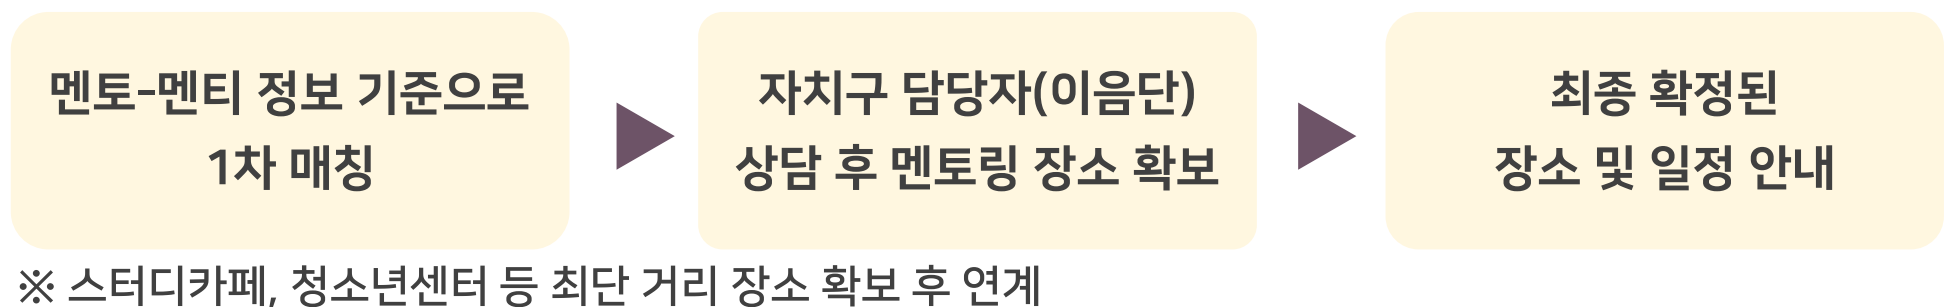 멘토-멘티 정보 기준으로
1차 매칭
자치구 담당자(이음단)
상담 후 멘토링 장소 확보
최종 확정된
장소 및 일정 안내
※ 스터디카페, 청소년센터 등 최단 거리 장소 확보 후 연계